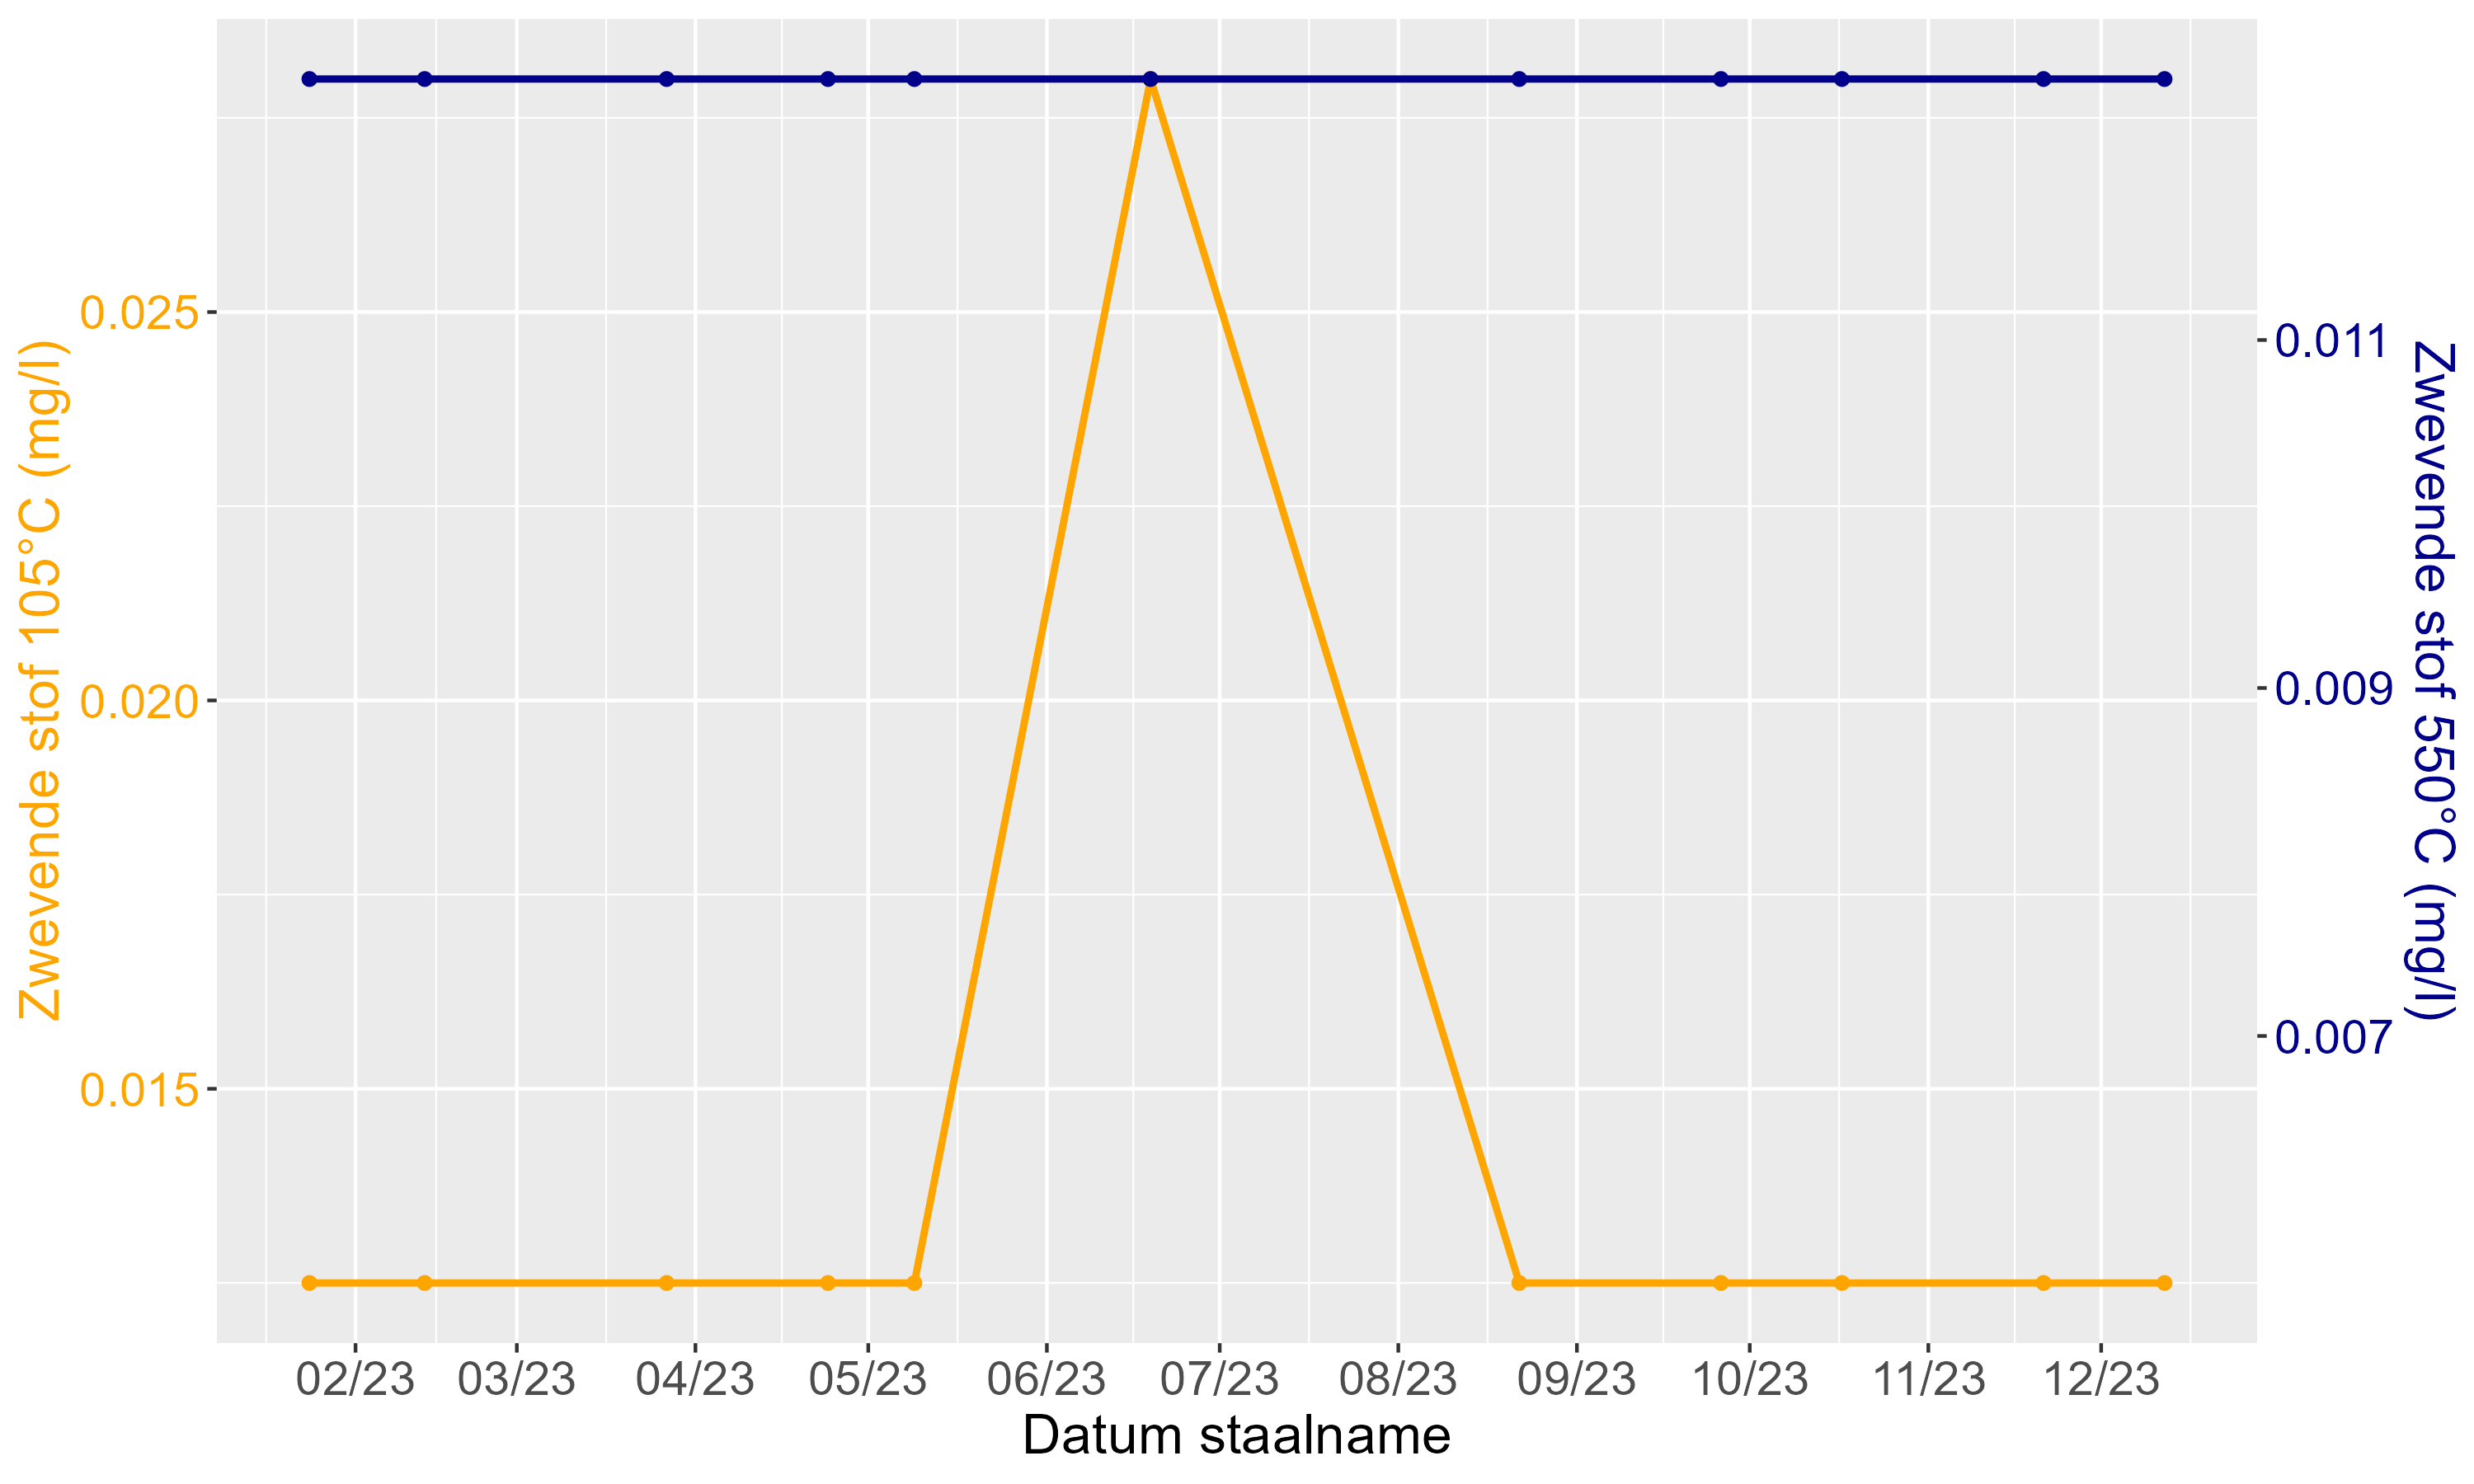 Zwevende stof 105°C (mg/l)
0.025
0.020
0.015
0.011
0.009
0.007
Zwevende stof 550°C (mg/l)
02/23 03/23 04/23 05/23 06/23 07/23 08/23 09/23 10/23 11/23 12/23
Datum staalname